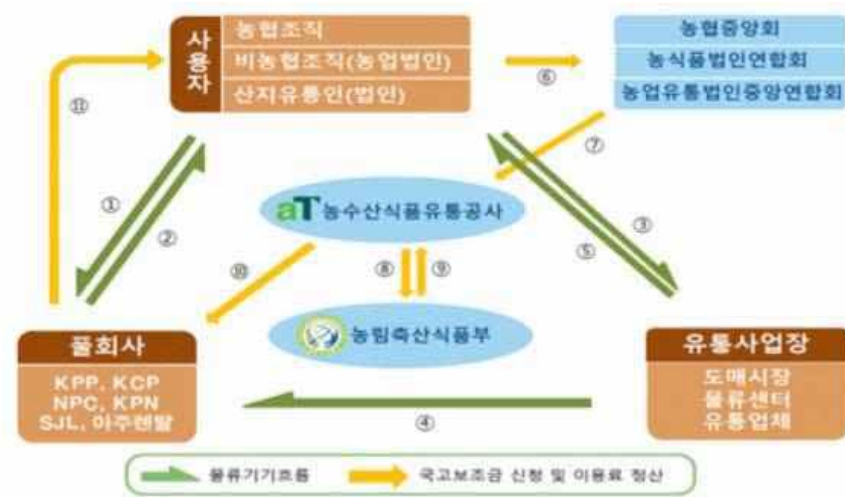 사용자
농협조직
비농협조직(농업법인)
산지유통인(법인)
농협중앙회
농식품법인연합회
농업유통법인중앙연합회
⑥
⑪
⑦
①
②
aT 농수산식품유통공사
③
⑤
⑩
⑧
⑨
농림축산식품부
풀회사
KPP, KCP
NPC, KPN
SJL, 아주렌탈
유통사업장
도매시장
물류센터
유통업체
④
물류기기흐름
국고보조금 신청 및 이용료 정산